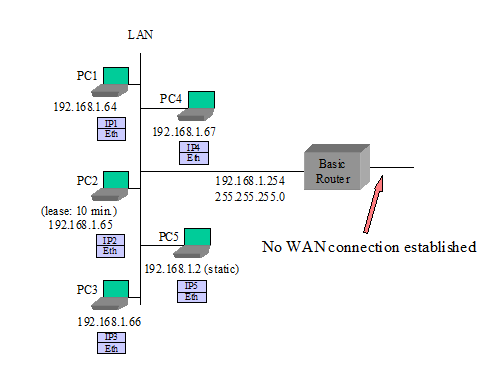 LAN
PC1
192.168.1.64
IP1
Eth
PC4
192.168.1.67
IP4
Eth
PC2
(lease: 10 min.)
192.168.1.65
IP2
Eth
192.168.1.254
255.255.255.0
Basic
Router
No WAN connection established
PC5
192.168.1.2 (static)
IP5
Eth
PC3
192.168.1.66
IP3
Eth